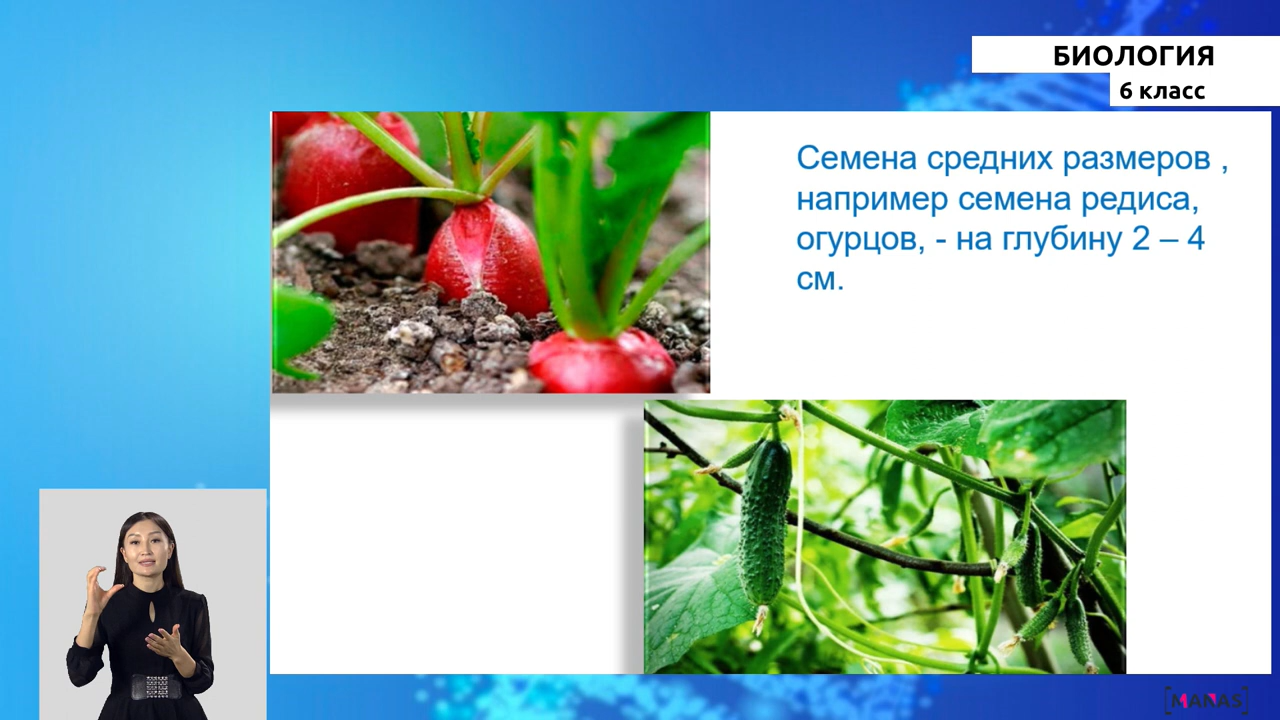 БИОЛОГИЯ
6 класс
Семена средних размеров ,
например семена редиса,
огурцов, - на глубину 2 – 4
см.
[MANAS]